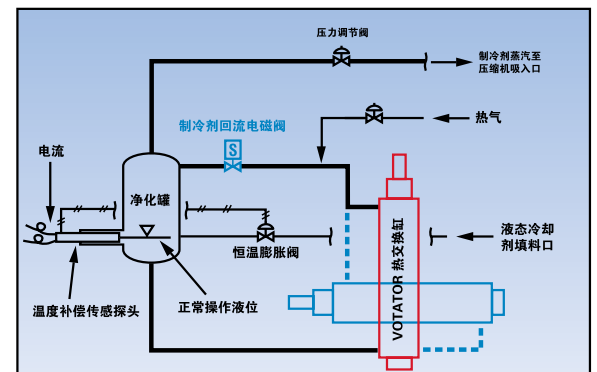 压力调节阀
制冷剂蒸汽至
压缩机吸入口
热气
制冷剂回流电磁阀
S
电流
净化罐
液态冷却
剂填料口
恒温膨胀阀
VOTATOR 热交换缸
正常操作液位
温度补偿传感探头